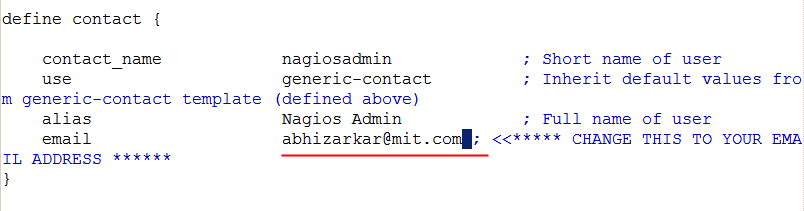 define contact {
contact_name nagiosadmin ; Short name of user
use generic-contact ; Inherit default values fro
m generic-contact template (defined above)
alias Nagios Admin ; Full name of user
email abhizarkar@mit.com ; <<***** CHANGE THIS TO YOUR EMA
IL ADDRESS ******
}